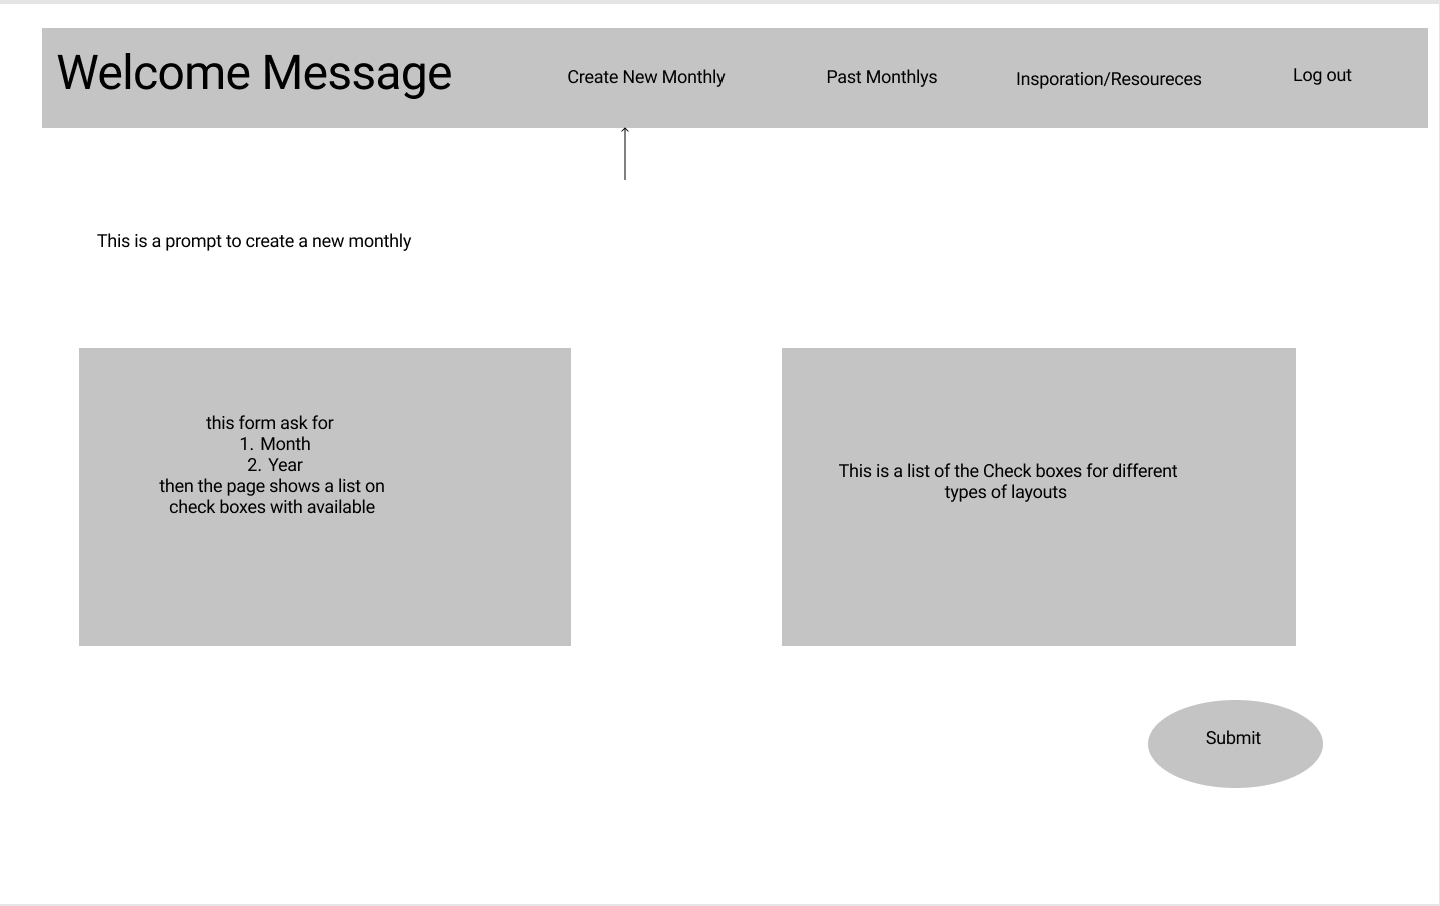 Welcome Message
Create New Monthly
Past Monthlys
Insporation/Resoureces
Log out
This is a prompt to create a new monthly
this form ask for
1. Month
2. Year
then the page shows a list on
check boxes with available
This is a list of the Check boxes for different
types of layouts
Submit